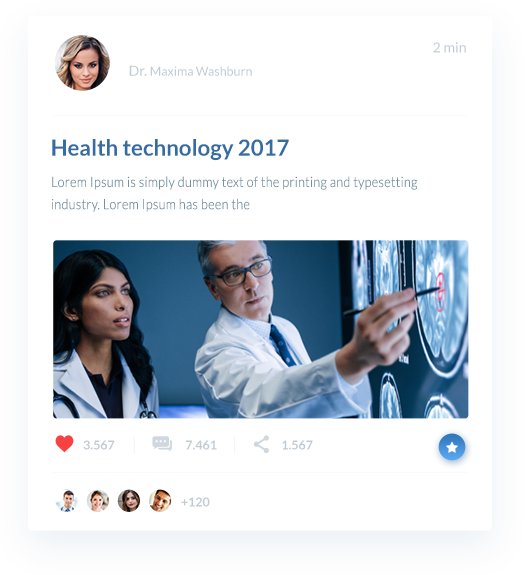 2 min
Dr. Maxima Washburn
Health technology 2017
Lorem Ipsum is simply dummy text of the printing and typesetting
industry. Lorem Ipsum has been the
3.567 7.461 1.567
+120